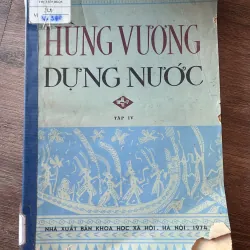 HÙNG VƯƠNG
DỰNG NƯỚC
TẬP IV
NHÀ XUẤT BẢN KHOA HỌC XÃ HỘI, HÀ NỘI, 1974